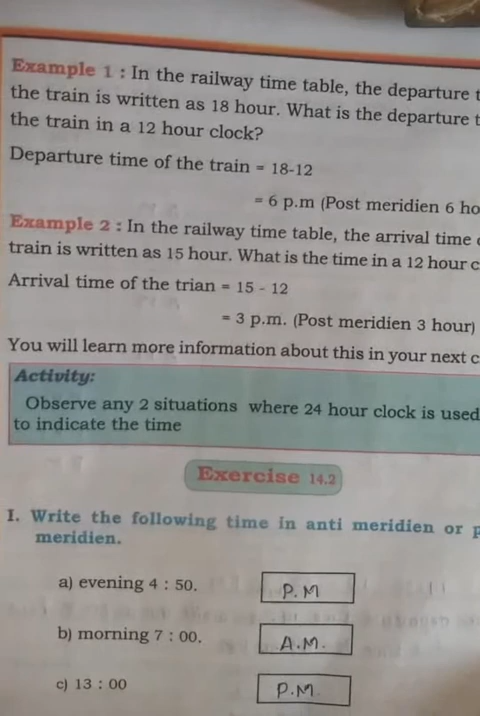 Example 1 : In the railway time table, the departure
the train is written as 18 hour. What is the departure
the train in a 12 hour clock?
Departure time of the train = 18-12
= 6 p.m (Post meridien 6
Example 2 : In the railway time table, the arrival time
train is written as 15 hour. What is the time in a 12 hour
Arrival time of the trian = 15 - 12
= 3 p.m. (Post meridien 3 hour)
You will learn more information about this in your next
Activity:
Observe any 2 situations where 24 hour clock is used
to indicate the time
Exercise 14.2
I. Write the following time in anti meridien or
meridien.
a) evening 4 : 50. P.M
b) morning 7 : 00. A.M.
c) 13 : 00 P.M.